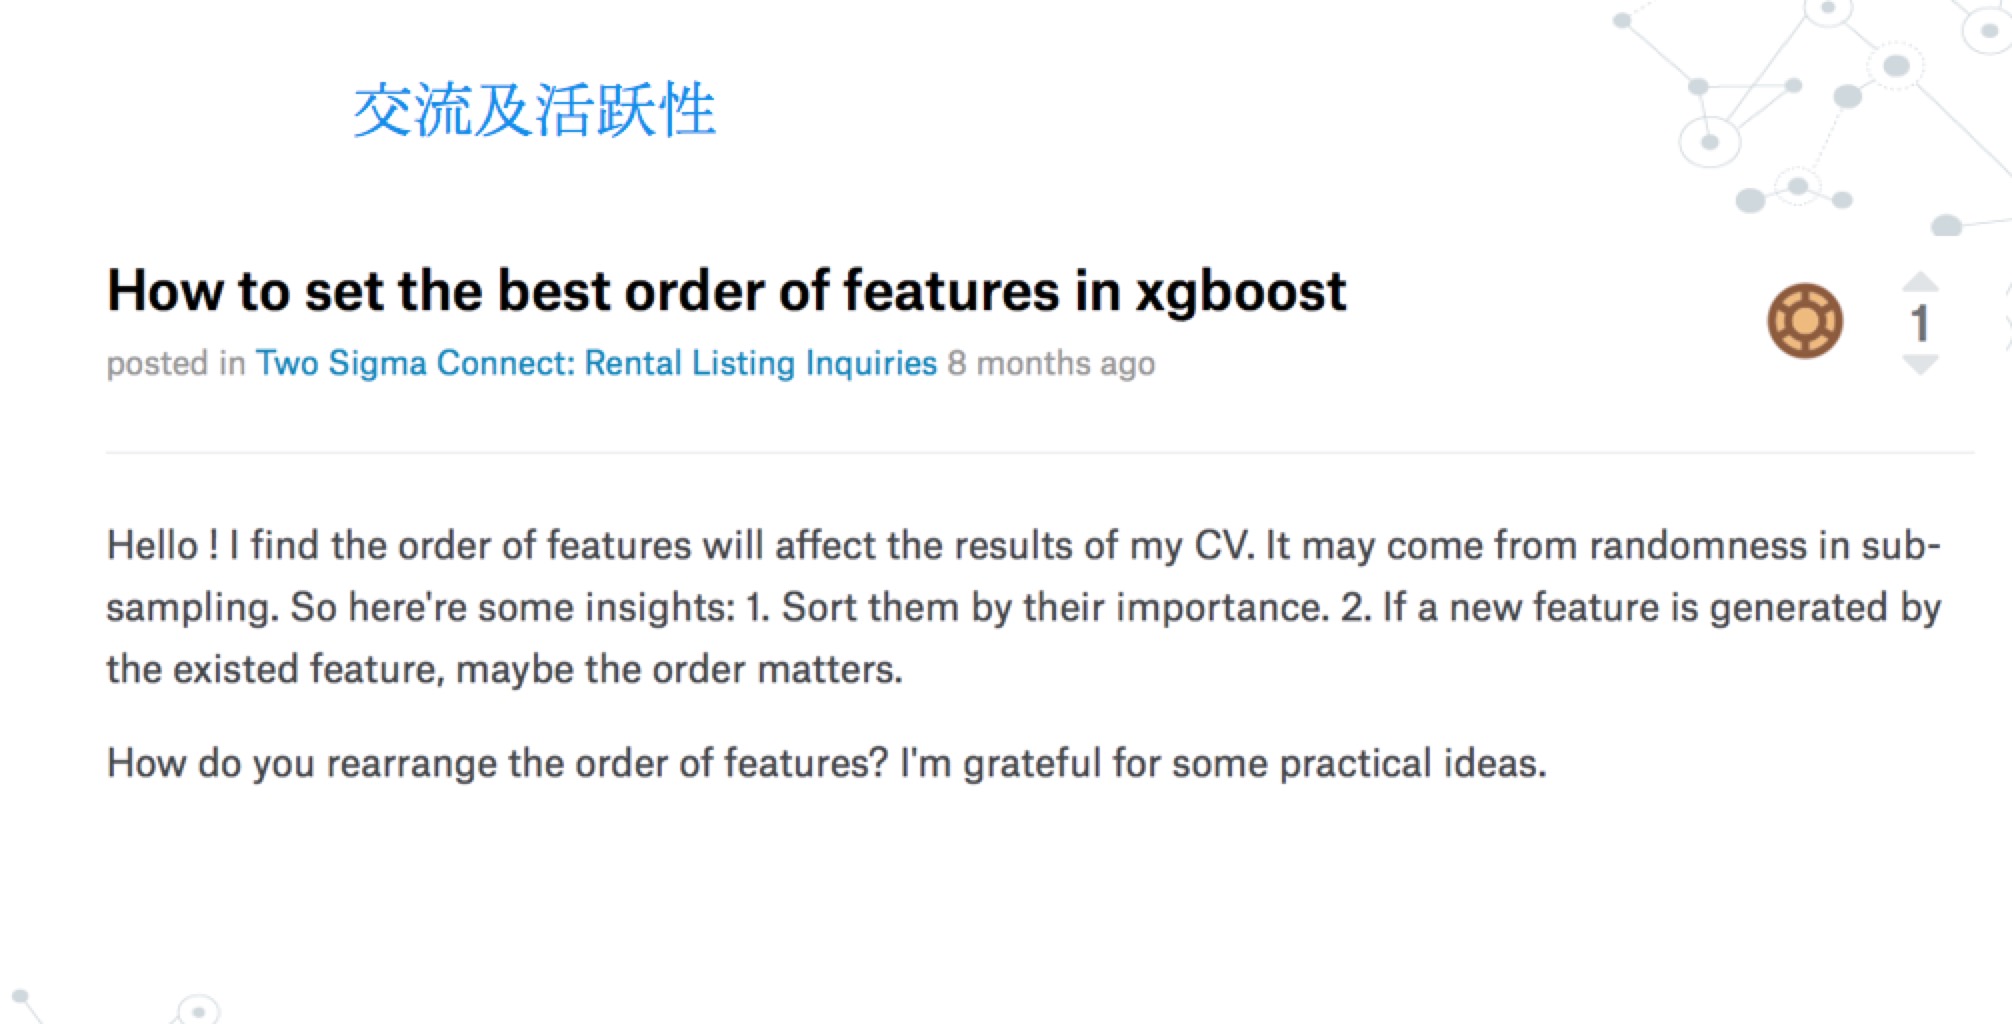 交流及活跃性
How to set the best order of features in xgboost
posted in Two Sigma Connect: Rental Listing Inquiries 8 months ago
1
Hello ! I find the order of features will affect the results of my CV. It may come from randomness in sub-
sampling. So here're some insights: 1. Sort them by their importance. 2. If a new feature is generated by
the existed feature, maybe the order matters.
How do you rearrange the order of features? I'm grateful for some practical ideas.